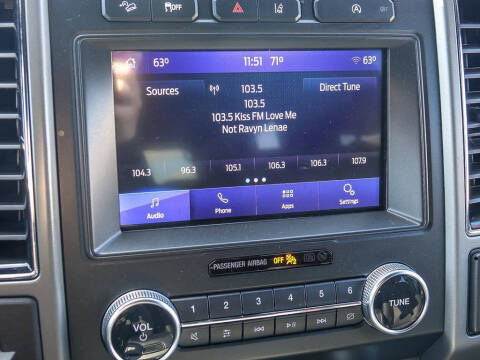 OFF
63° 11:51 71° 63°
Sources 103.5 Direct Tune
103.5
103.5 Kiss FM Love Me
Not Ravyn Lenae
104.3 96.3 105.1 106.3 106.3 107.9
Audio Phone Apps Settings
PASSENGER AIRBAG OFF
1 2 3 4 5 6
VOL TUNE